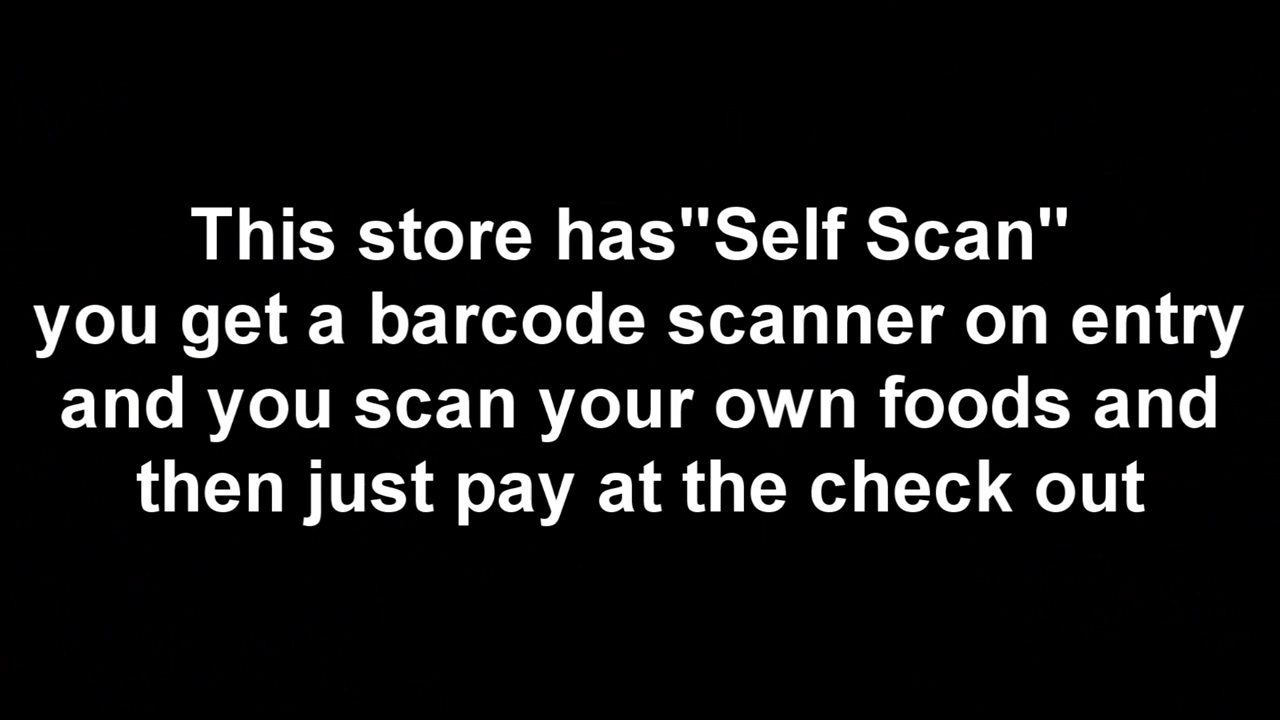 This store has"Self Scan"
you get a barcode scanner on entry
and you scan your own foods and
then just pay at the check out